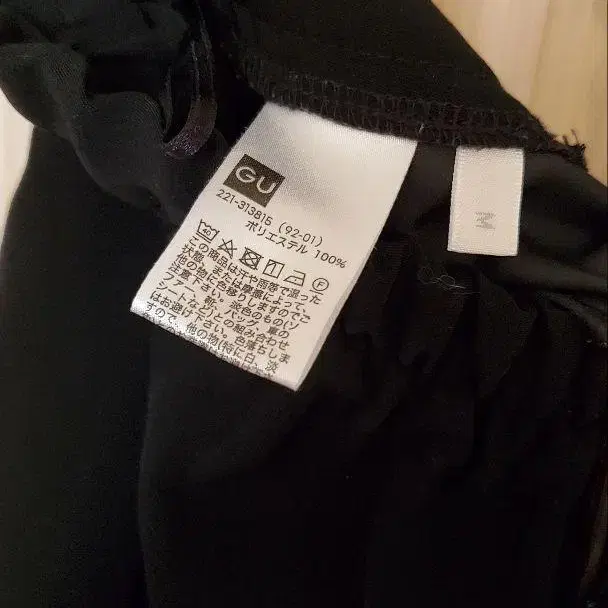 GU
221-313815 (92-01)
ポリエステル 100%
40
F
この商品は汗や雨等で湿った
状態、または摩擦によって、
他の物に色移りしますのでご
注意下さい。淡色のもの(ソ
ファー、鞄、バッグ、車の
シートなど)との組み合わせ
はお避け下さい。色落ちしま
すので、他の物(特に白、淡
M